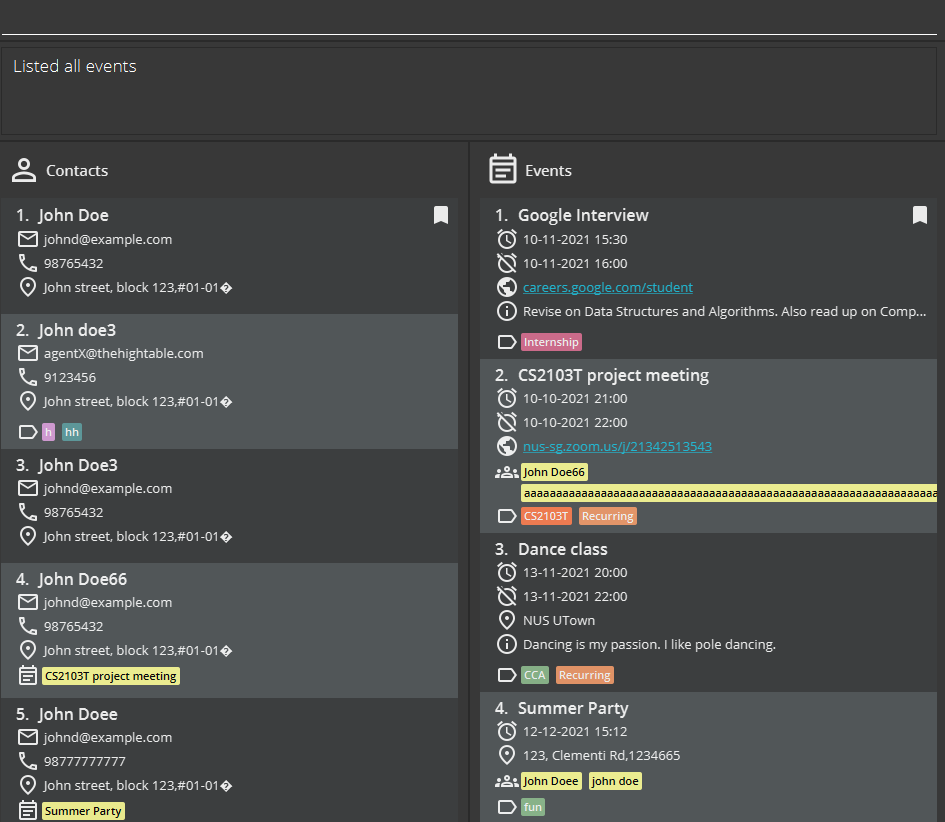 Listed all events
Contacts
1. John Doe
johnd@example.com
98765432
John street, block 123,#01-01�
2. John doe3
agentX@thehightable.com
9123456
John street, block 123,#01-01�
h hh
3. John Doe3
johnd@example.com
98765432
John street, block 123,#01-01�
4. John Doe66
johnd@example.com
98765432
John street, block 123,#01-01�
CS2103T project meeting
5. John Doee
johnd@example.com
98777777777
John street, block 123,#01-01�
Summer Party
Events
1. Google Interview
10-11-2021 15:30
10-11-2021 16:00
careers.google.com/student
Revise on Data Structures and Algorithms. Also read up on Comp...
Internship
2. CS2103T project meeting
10-10-2021 21:00
10-10-2021 22:00
nus-sg.zoom.us/j/21342513543
John Doe66
aaaaaaaaaaaaaaaaaaaaaaaaaaaaaaaaaaaaaaaaaaaaaaaaaaaaaaaaaaaaaaaa
CS2103T Recurring
3. Dance class
13-11-2021 20:00
13-11-2021 22:00
NUS UTown
Dancing is my passion. I like pole dancing.
CCA Recurring
4. Summer Party
12-12-2021 15:12
123, Clementi Rd,1234665
John Doee john doe
fun